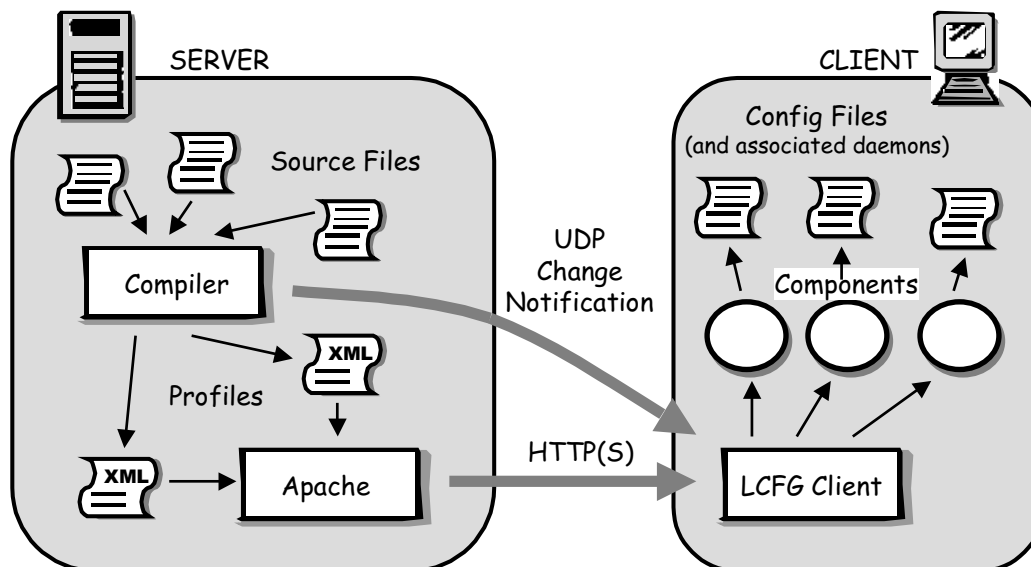 SERVER
CLIENT
Source Files
Compiler
XML
Profiles
XML
Apache
UDP
Change
Notification
HTTP(S)
Config Files
(and associated daemons)
Components
LCFG Client